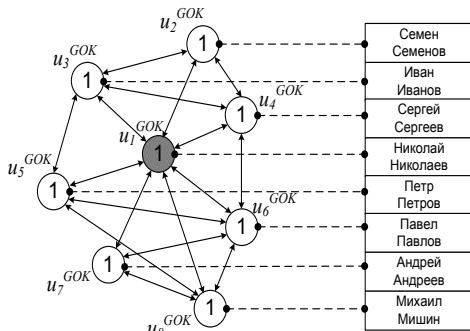 u2^GOK
1
Семен
Семенов
u3^GOK
1
Иван
Иванов
u4^GOK
1
Сергей
Сергеев
u1^GOK
1
Николай
Николаев
u5^GOK
1
Петр
Петров
u6^GOK
1
Павел
Павлов
u7^GOK
1
Андрей
Андреев
1
Михаил
Мишин